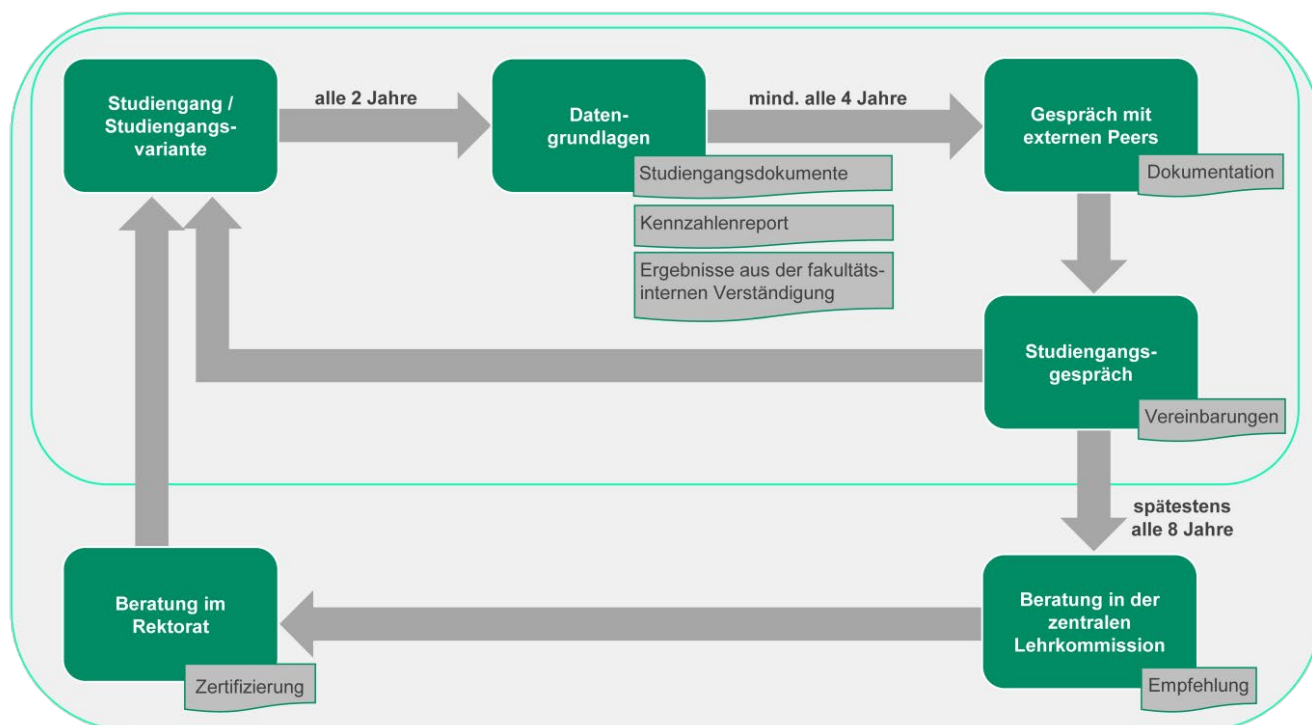 Studiengang /
Studiengangs-
variante
alle 2 Jahre
Daten-
grundlagen
Studiengangsdokumente
Kennzahlenreport
Ergebnisse aus der fakultäts-
internen Verständigung
mind. alle 4 Jahre
Gespräch mit
externen Peers
Dokumentation
Studiengangs-
gespräch
Vereinbarungen
spätestens
alle 8 Jahre
Beratung in der
zentralen
Lehrkommission
Empfehlung
Beratung im
Rektorat
Zertifizierung